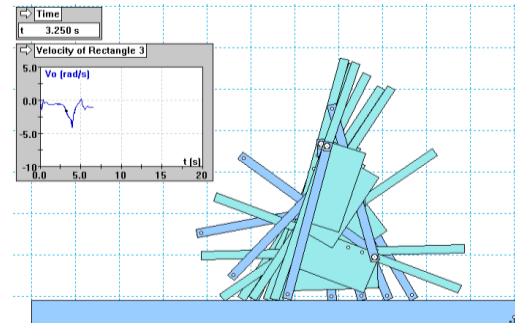 Time
t 3.250 s
Velocity of Rectangle 3
5.0
Vo (rad/s)
0.0
-5.0
-10
0.0 5.0 10 15 20
t [s]